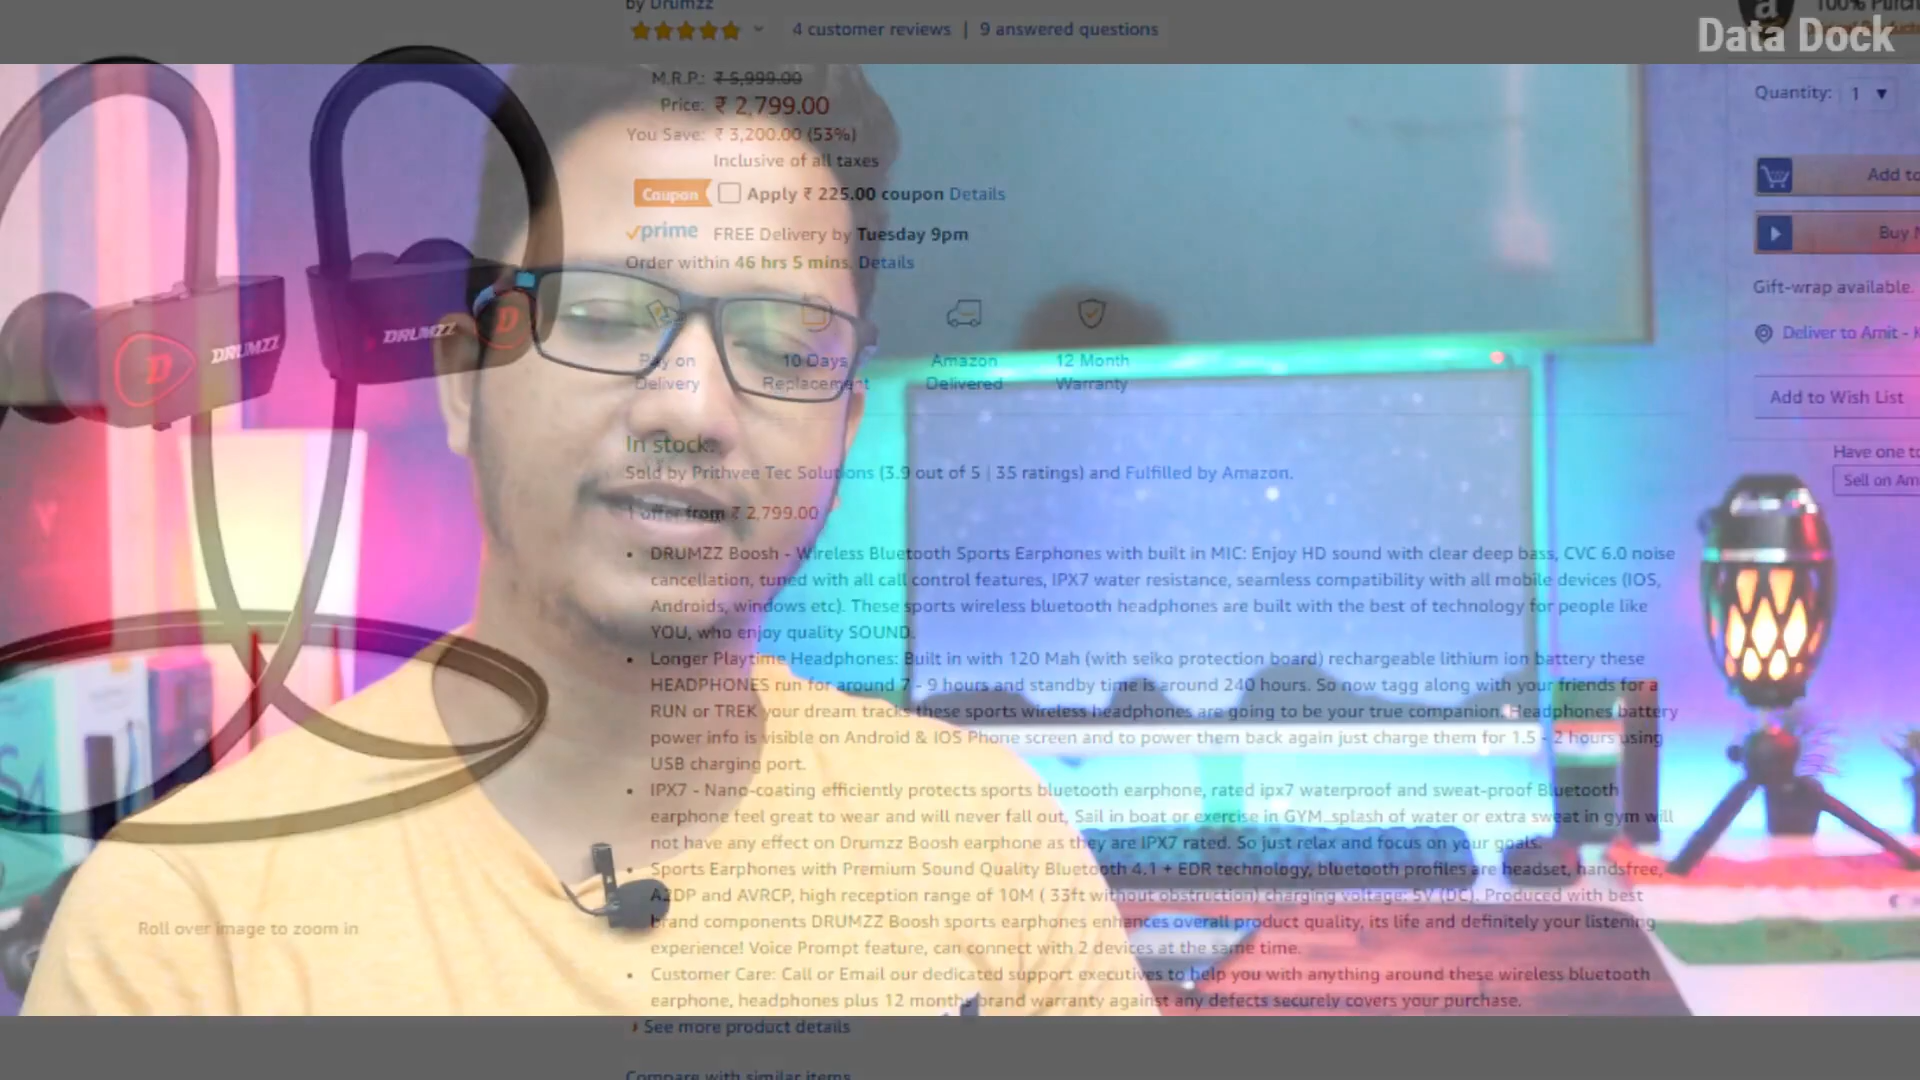 by Drumzz
100% Purch
Data Dock
4 customer reviews | 9 answered questions
M.R.P.: ₹ 5,999.00
Price: ₹ 2,799.00
You Save: ₹ 3,200.00 (53%)
Inclusive of all taxes
Coupon Apply ₹ 225.00 coupon Details
prime FREE Delivery by Tuesday 9pm
Order within 46 hrs 5 mins. Details
Pay on Delivery
10 Days Replacement
Amazon Delivered
12 Month Warranty
In stock.
Sold by Prithvee Tec Solutions (3.9 out of 5 | 35 ratings) and Fulfilled by Amazon.
1 offer from ₹ 2,799.00
DRUMZZ Boosh - Wireless Bluetooth Sports Earphones with built in MIC: Enjoy HD sound with clear deep bass, CVC 6.0 noise
cancellation, tuned with all call control features, IPX7 water resistance, seamless compatibility with all mobile devices (IOS,
Androids, windows etc). These sports wireless bluetooth headphones are built with the best of technology for people like
YOU, who enjoy quality SOUND.
Longer Playtime Headphones: Built in with 120 Mah (with seiko protection board) rechargeable lithium ion battery these
HEADPHONES run for around 7 - 9 hours and standby time is around 240 hours. So now tagg along with your friends for a
RUN or TREK your dream tracks these sports wireless headphones are going to be your true companion. Headphones battery
power info is visible on Android & IOS Phone screen and to power them back again just charge them for 1.5 - 2 hours using
USB charging port.
IPX7 - Nano-coating efficiently protects sports bluetooth earphone, rated ipx7 waterproof and sweat-proof Bluetooth
earphone feel great to wear and will never fall out, Sail in boat or exercise in GYM..splash of water or extra sweat in gym will
not have any effect on Drumzz Boosh earphone as they are IPX7 rated. So just relax and focus on your goals.
Sports Earphones with Premium Sound Quality Bluetooth 4.1 + EDR technology, bluetooth profiles are headset, handsfree,
A2DP and AVRCP, high reception range of 10M ( 33ft without obstruction) charging voltage: 5V (DC). Produced with best
brand components DRUMZZ Boosh sports earphones enhances overall product quality, its life and definitely your listening
experience! Voice Prompt feature, can connect with 2 devices at the same time.
Customer Care: Call or Email our dedicated support executives to help you with anything around these wireless bluetooth
earphone, headphones plus 12 months brand warranty against any defects securely covers your purchase.
See more product details
Compare with similar items
Quantity: 1
Add to
Buy N
Gift-wrap available.
Deliver to Amit - K
Add to Wish List
Have one to
Sell on Am
D DRUMZZ
DRUMZZ D
Roll over image to zoom in